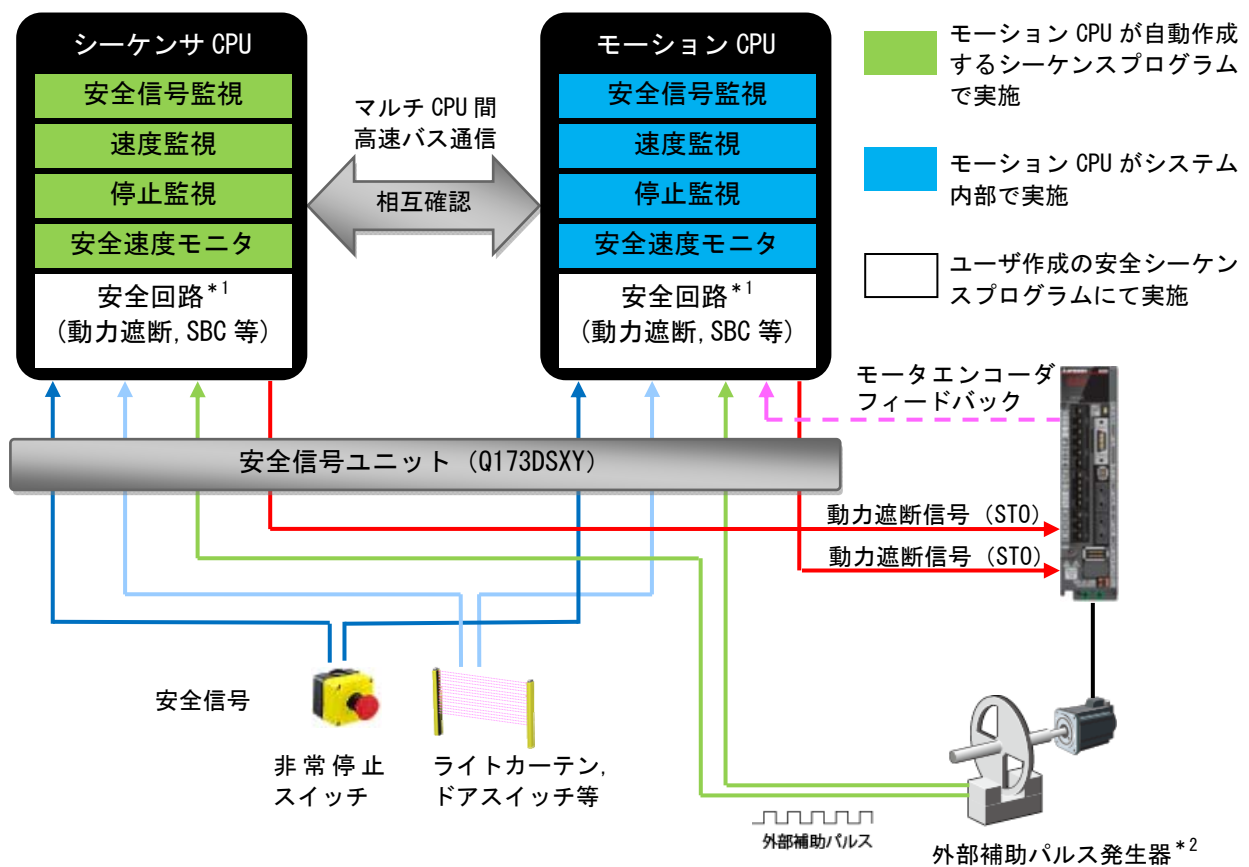 シーケンサ CPU
安全信号監視
速度監視
停止監視
安全速度モニタ
安全回路*1
(動力遮断, SBC 等)
マルチ CPU 間
高速バス通信
相互確認
モーション CPU
安全信号監視
速度監視
停止監視
安全速度モニタ
安全回路*1
(動力遮断, SBC 等)
モーション CPU が自動作成
するシーケンスプログラム
で実施
モーション CPU がシステム
内部で実施
ユーザ作成の安全シーケン
スプログラムにて実施
モータエンコーダ
フィードバック
安全信号ユニット (Q173DSXY)
動力遮断信号 (STO)
動力遮断信号 (STO)
安全信号
非常停止
スイッチ
ライトカーテン,
ドアスイッチ等
外部補助パルス
外部補助パルス発生器*2